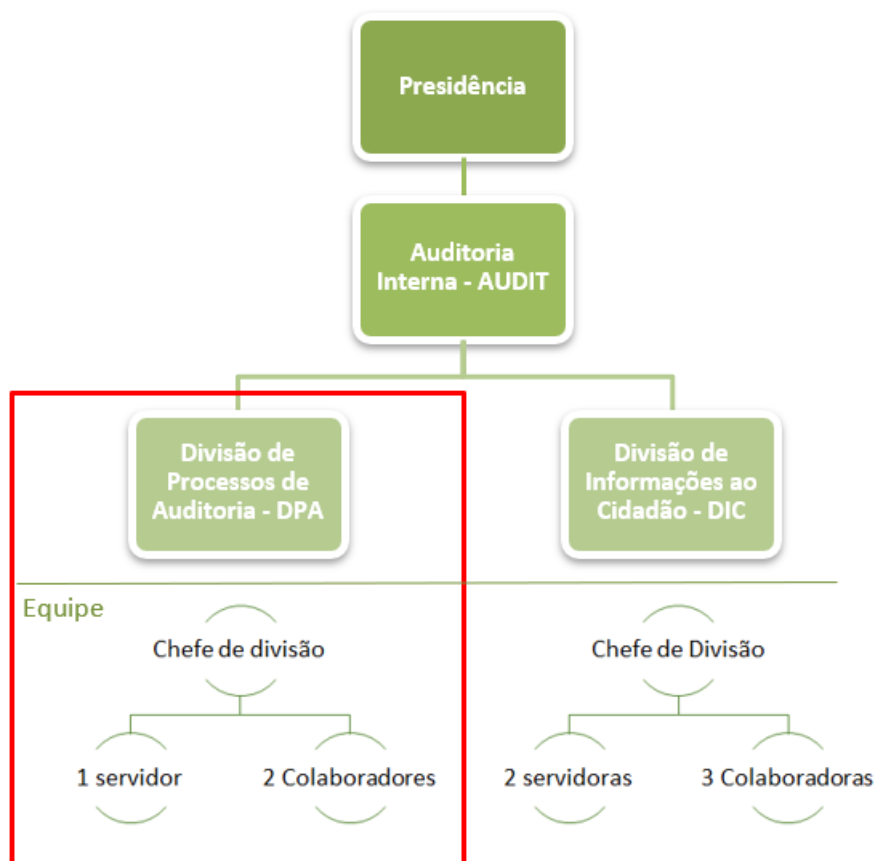 Presidência
Auditoria
Interna - AUDIT
Divisão de
Processos de
Auditoria - DPA
Divisão de
Informações ao
Cidadão - DIC
Equipe
Chefe de divisão
Chefe de Divisão
1 servidor
2 Colaboradores
2 servidoras
3 Colaboradoras